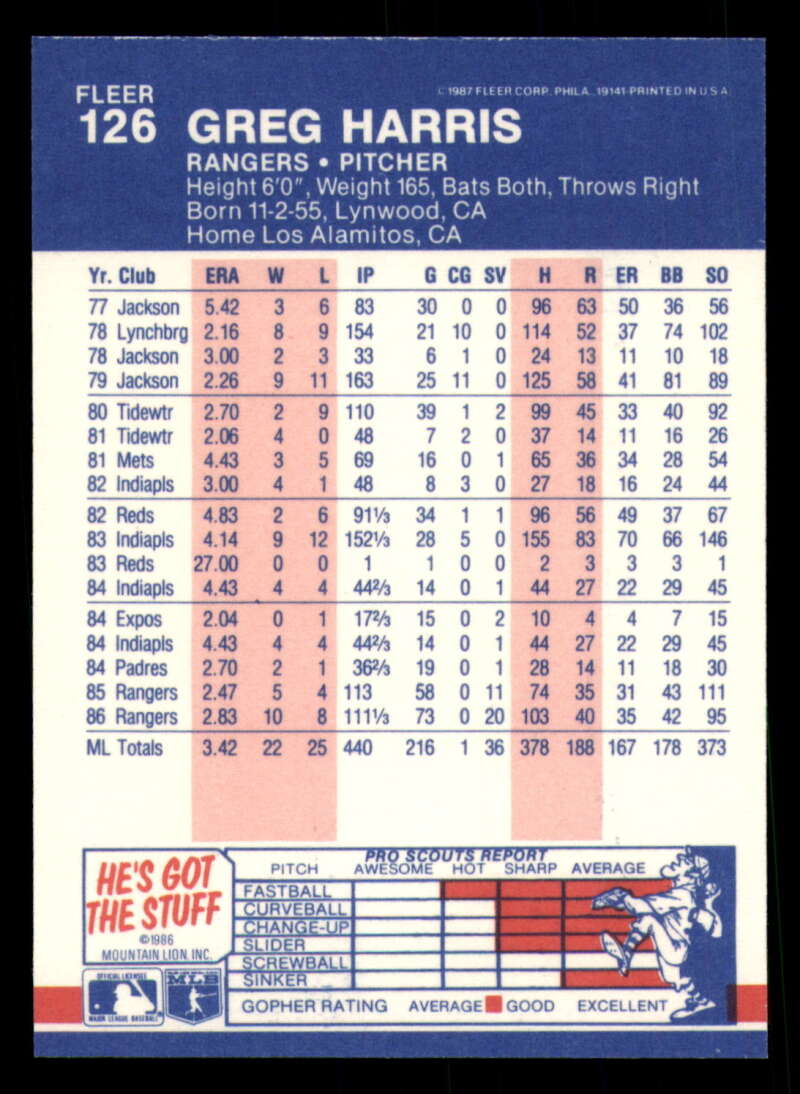 FLEER
© 1987 FLEER CORP. PHILA., 19141-PRINTED IN U.S.A.
126 GREG HARRIS
RANGERS • PITCHER
Height 6'0", Weight 165, Bats Both, Throws Right
Born 11-2-55, Lynwood, CA
Home Los Alamitos, CA
Yr. Club ERA W L IP G CG SV H R ER BB SO
77 Jackson 5.42 3 6 83 30 0 0 96 63 50 36 56
78 Lynchbrg 2.16 8 9 154 21 10 0 114 52 37 74 102
78 Jackson 3.00 2 3 33 6 1 0 24 13 11 10 18
79 Jackson 2.26 9 11 163 25 11 0 125 58 41 81 89
80 Tidewtr 2.70 2 9 110 39 1 2 99 45 33 40 92
81 Tidewtr 2.06 4 0 48 7 2 0 37 14 11 16 26
81 Mets 4.43 3 5 69 16 0 1 65 36 34 28 54
82 Indiapls 3.00 4 1 48 8 3 0 27 18 16 24 44
82 Reds 4.83 2 6 91⅓ 34 1 1 96 56 49 37 67
83 Indiapls 4.14 9 12 152⅓ 28 5 0 155 83 70 66 146
83 Reds 27.00 0 0 1 1 0 0 2 3 3 3 1
84 Indiapls 4.43 4 4 44⅔ 14 0 1 44 27 22 29 45
84 Expos 2.04 0 1 17⅔ 15 0 2 10 4 4 7 15
84 Indiapls 4.43 4 4 44⅔ 14 0 1 44 27 22 29 45
84 Padres 2.70 2 1 36⅔ 19 0 1 28 14 11 18 30
85 Rangers 2.47 5 4 113 58 0 11 74 35 31 43 111
86 Rangers 2.83 10 8 111⅓ 73 0 20 103 40 35 42 95
ML Totals 3.42 22 25 440 216 1 36 378 188 167 178 373
HE'S GOT
THE STUFF
©1986
MOUNTAIN LION, INC.
OFFICIAL LICENSEE
MAJOR LEAGUE BASEBALL
MLB
PRO SCOUTS REPORT
PITCH AWESOME HOT SHARP AVERAGE
FASTBALL
CURVEBALL
CHANGE-UP
SLIDER
SCREWBALL
SINKER
GOPHER RATING AVERAGE GOOD EXCELLENT